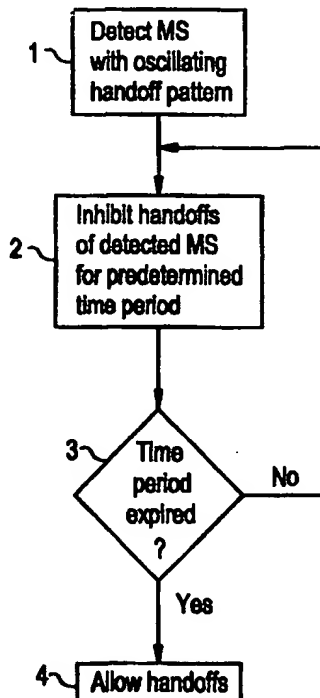 1
Detect MS
with oscillating
handoff pattern
2
Inhibit handoffs
of detected MS
for predetermined
time period
3
Time
period
expired
?
No
Yes
4
Allow handoffs